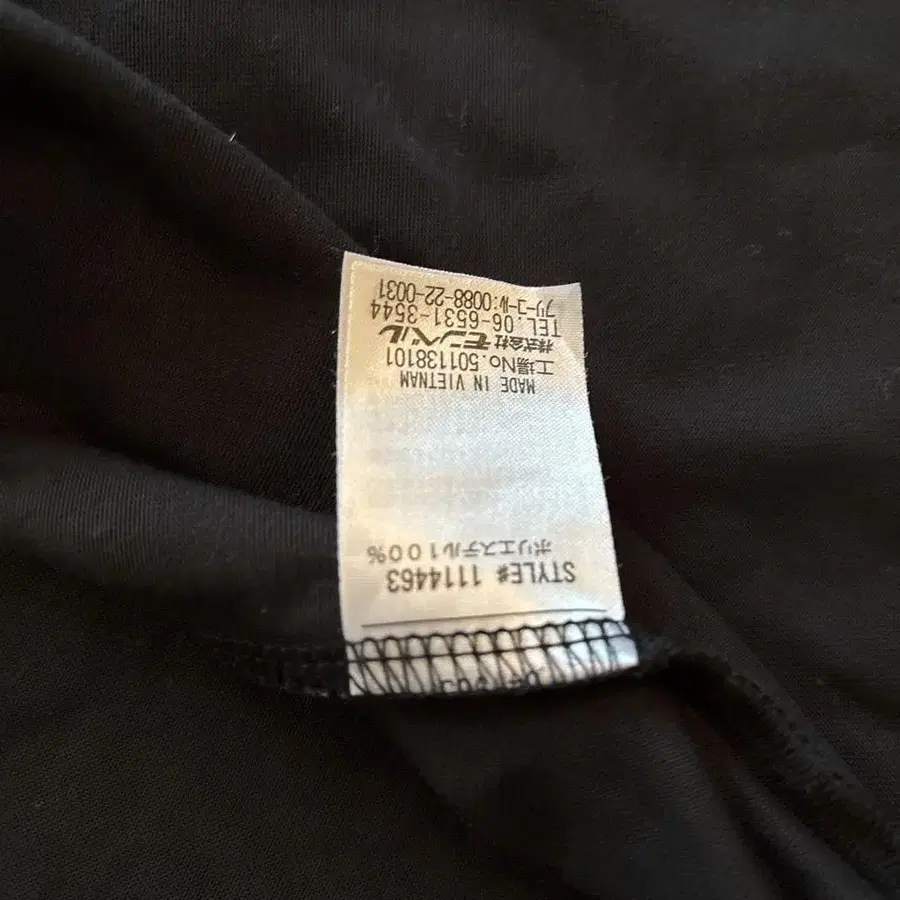 STYLE# 1114463
ポリエステル100%
MADE IN VIETNAM
工場No.501138101
株式会社モンベル
TEL 06-6531-3544
フリーコール:0088-22-0031